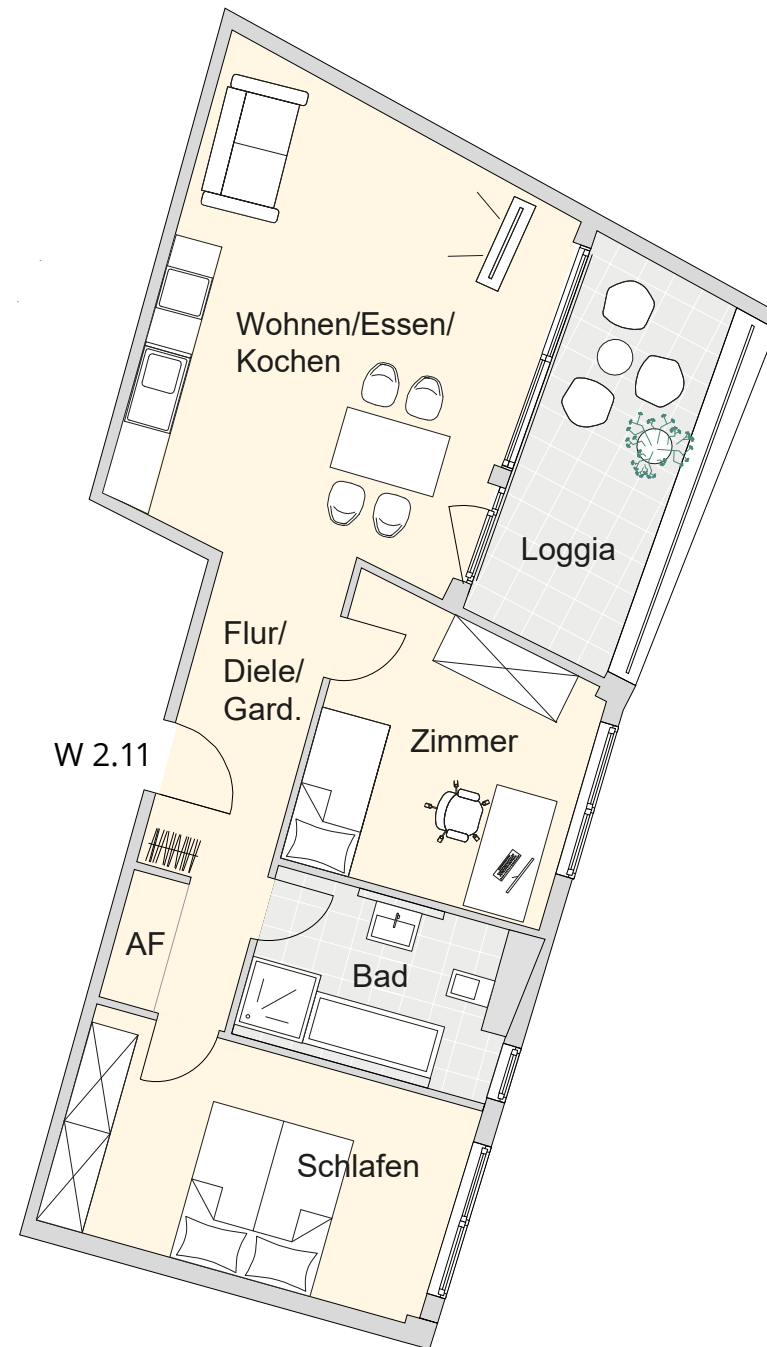 Wohnen/Essen/
Kochen
Loggia
Flur/
Diele/
Gard.
Zimmer
W 2.11
AF
Bad
Schlafen